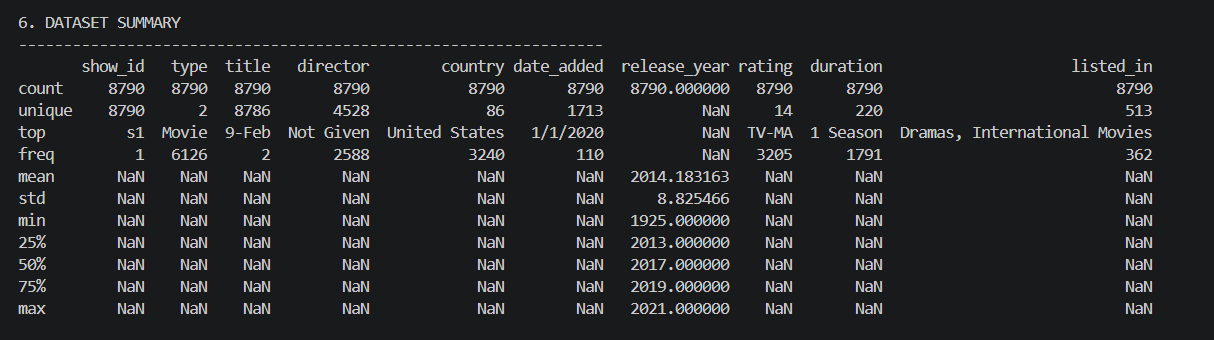 6. DATASET SUMMARY
-----------------------------------------------------------------
show_id type title director country date_added release_year rating duration listed_in
count 8790 8790 8790 8790 8790 8790 8790.000000 8790 8790 8790
unique 8790 2 8786 4528 86 1713 NaN 14 220 513
top s1 Movie 9-Feb Not Given United States 1/1/2020 NaN TV-MA 1 Season Dramas, International Movies
freq 1 6126 2 2588 3240 110 NaN 3205 1791 362
mean NaN NaN NaN NaN NaN NaN 2014.183163 NaN NaN NaN
std NaN NaN NaN NaN NaN NaN 8.825466 NaN NaN NaN
min NaN NaN NaN NaN NaN NaN 1925.000000 NaN NaN NaN
25% NaN NaN NaN NaN NaN NaN 2013.000000 NaN NaN NaN
50% NaN NaN NaN NaN NaN NaN 2017.000000 NaN NaN NaN
75% NaN NaN NaN NaN NaN NaN 2019.000000 NaN NaN NaN
max NaN NaN NaN NaN NaN NaN 2021.000000 NaN NaN NaN